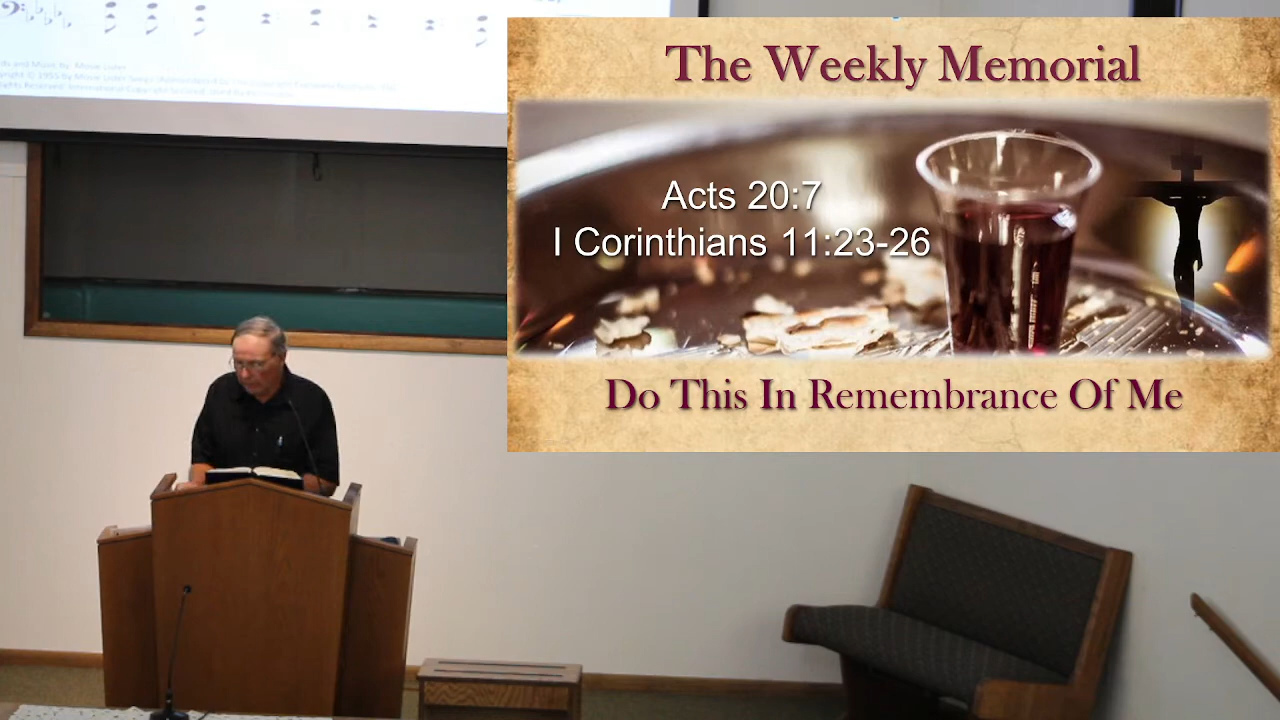 The Weekly Memorial
Acts 20:7
I Corinthians 11:23-26
Do This In Remembrance Of Me